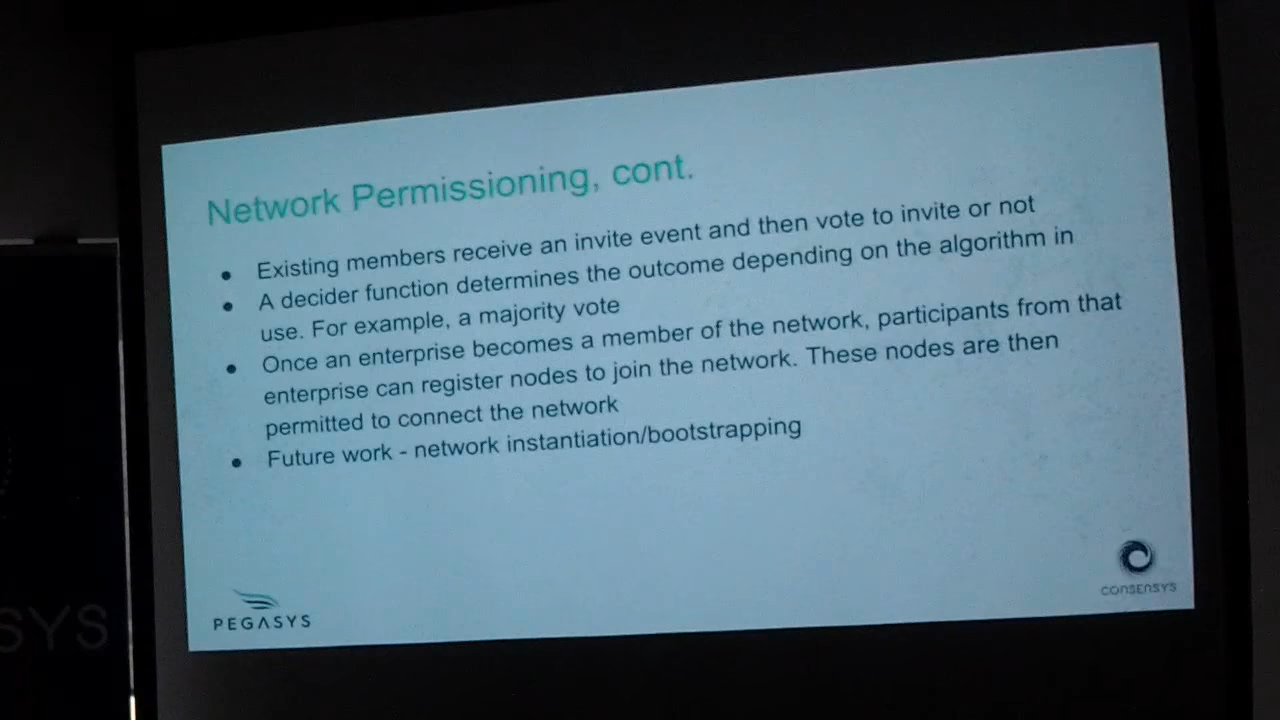 Network Permissioning, cont.
● Existing members receive an invite event and then vote to invite or not
● A decider function determines the outcome depending on the algorithm in
use. For example, a majority vote
● Once an enterprise becomes a member of the network, participants from that
enterprise can register nodes to join the network. These nodes are then
permitted to connect the network
● Future work - network instantiation/bootstrapping
PEGASYS
CONSENSYS
SYS